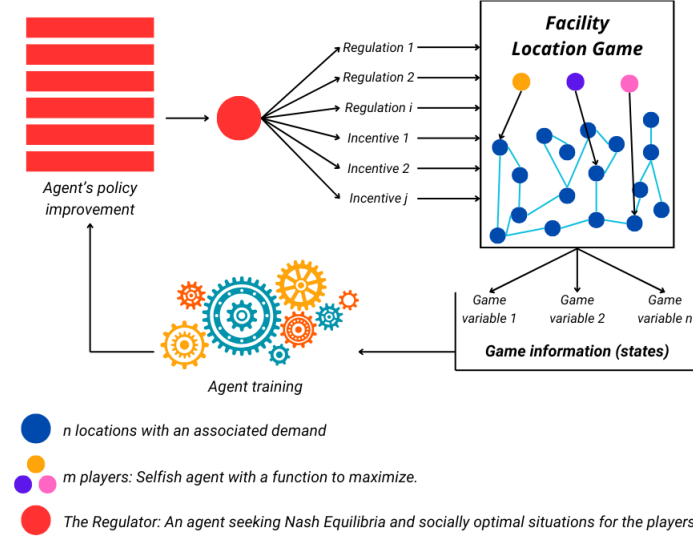 Facility
Location Game
Regulation 1
Regulation 2
Regulation i
Incentive 1
Incentive 2
Incentive j
Agent's policy
improvement
Game
variable 1
Game
variable 2
Game
variable n
Game information (states)
Agent training
n locations with an associated demand
m players: Selfish agent with a function to maximize.
The Regulator: An agent seeking Nash Equilibria and socially optimal situations for the players